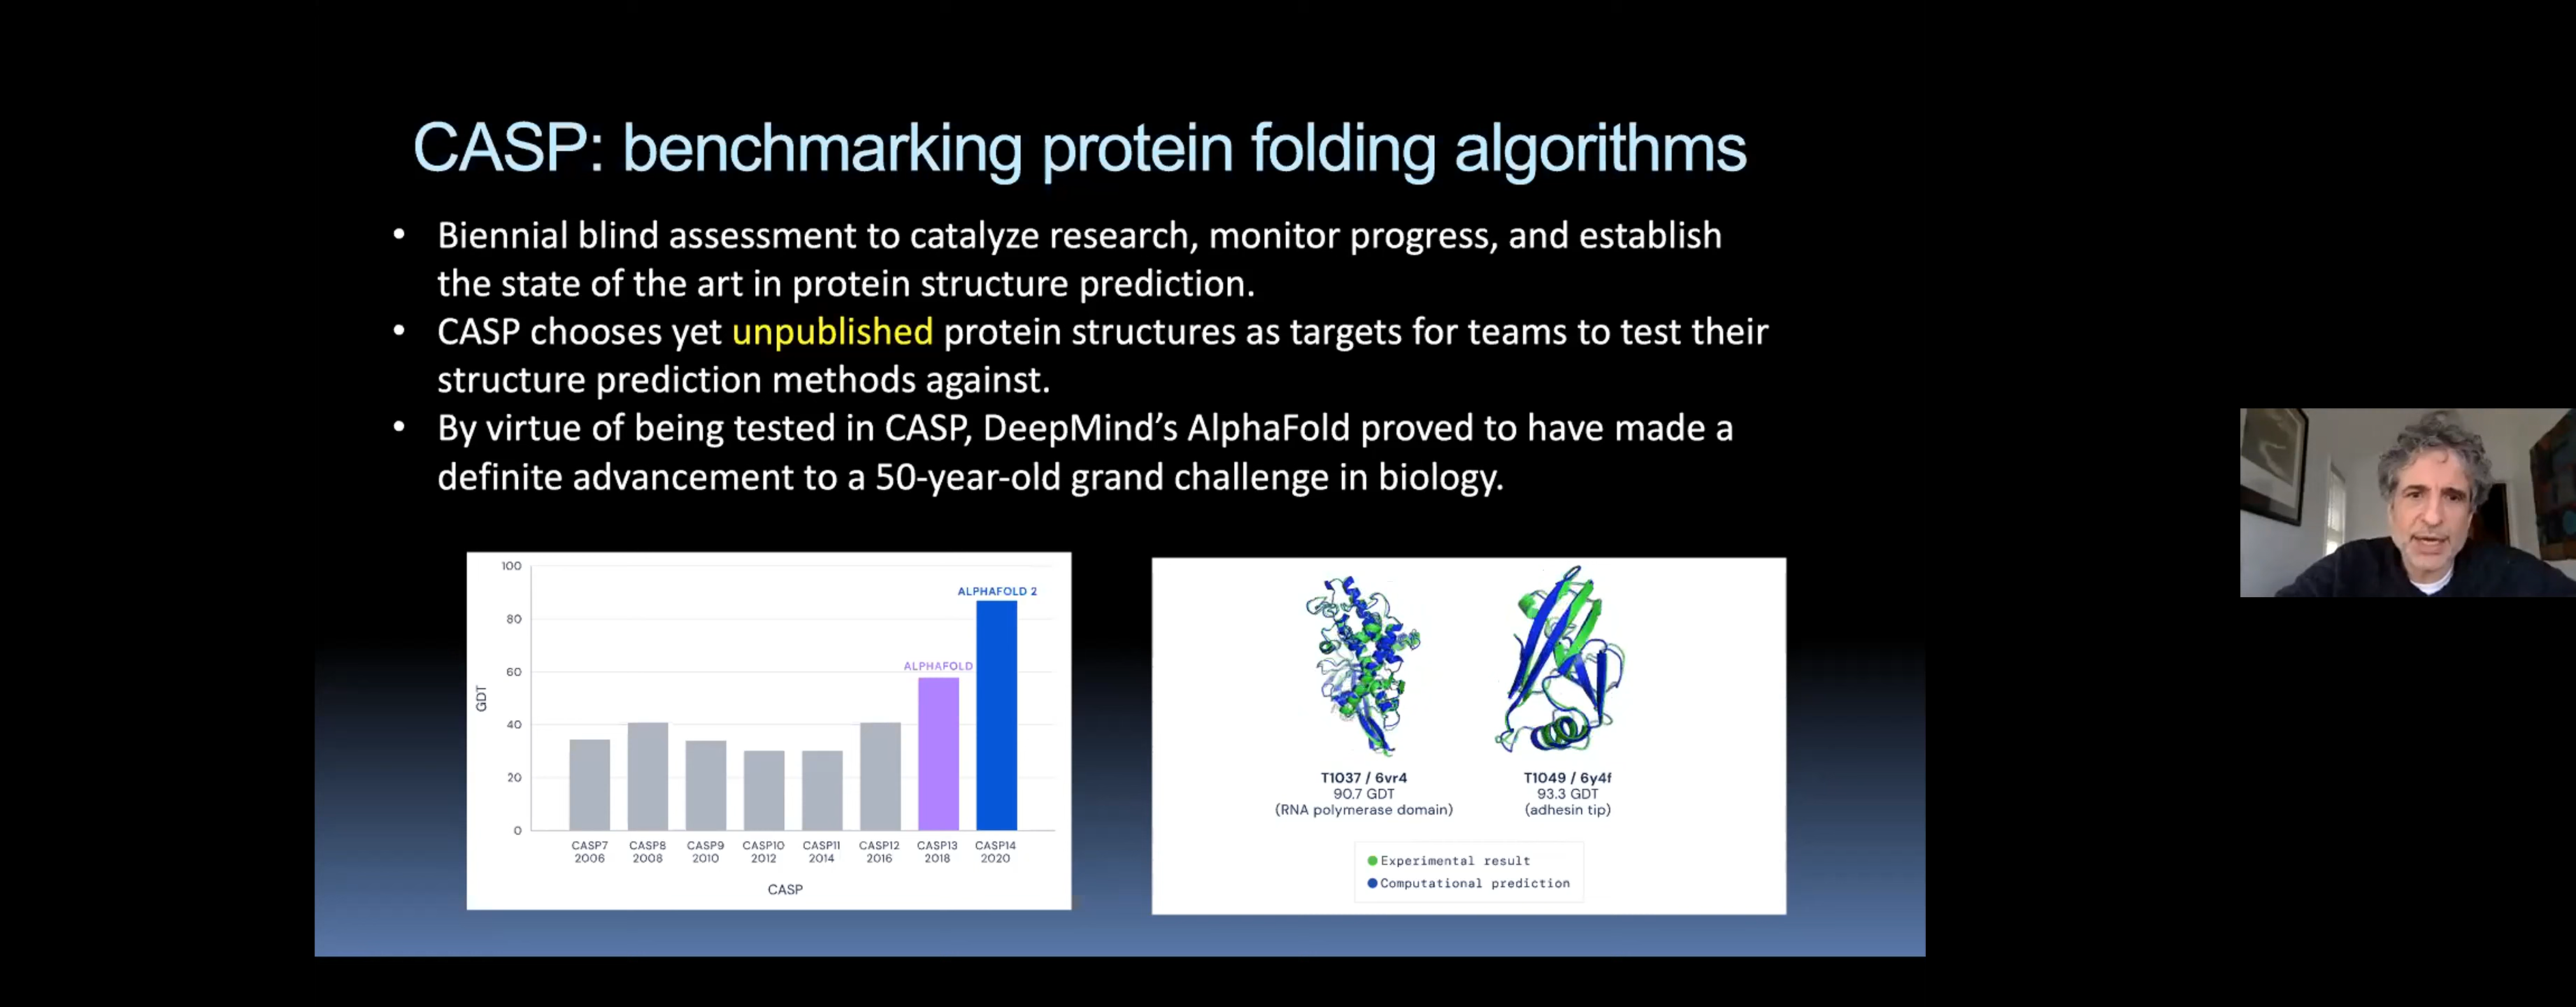 CASP: benchmarking protein folding algorithms
• Biennial blind assessment to catalyze research, monitor progress, and establish
the state of the art in protein structure prediction.
• CASP chooses yet unpublished protein structures as targets for teams to test their
structure prediction methods against.
• By virtue of being tested in CASP, DeepMind’s AlphaFold proved to have made a
definite advancement to a 50-year-old grand challenge in biology.
100
80
60
40
20
0
GDT
ALPHAFOLD 2
ALPHAFOLD
CASP7 CASP8 CASP9 CASP10 CASP11 CASP12 CASP13 CASP14
2006 2008 2010 2012 2014 2016 2018 2020
CASP
T1037 / 6vr4
90.7 GDT
(RNA polymerase domain)
T1049 / 6y4f
93.3 GDT
(adhesin tip)
Experimental result
Computational prediction